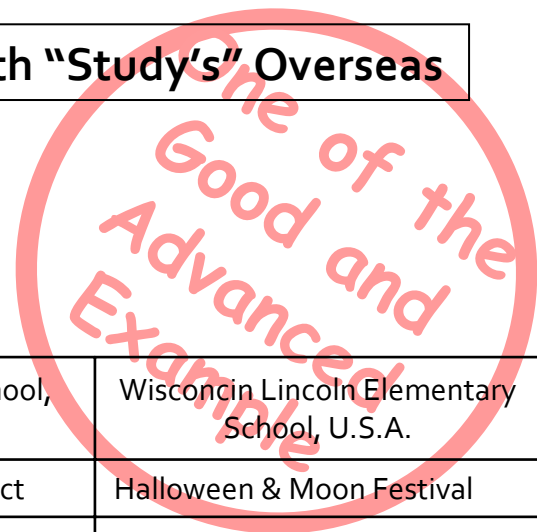 th “Study’s” Overseas
One of the
Good and
Advanced
Example
hool,
Wisconcin Lincoln Elementary
School, U.S.A.
ct
Halloween & Moon Festival